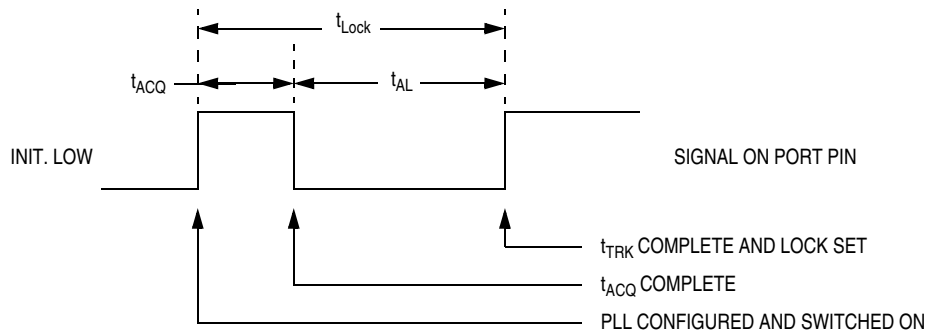 tLock
tACQ
tAL
INIT. LOW
SIGNAL ON PORT PIN
tTRK COMPLETE AND LOCK SET
tACQ COMPLETE
PLL CONFIGURED AND SWITCHED ON